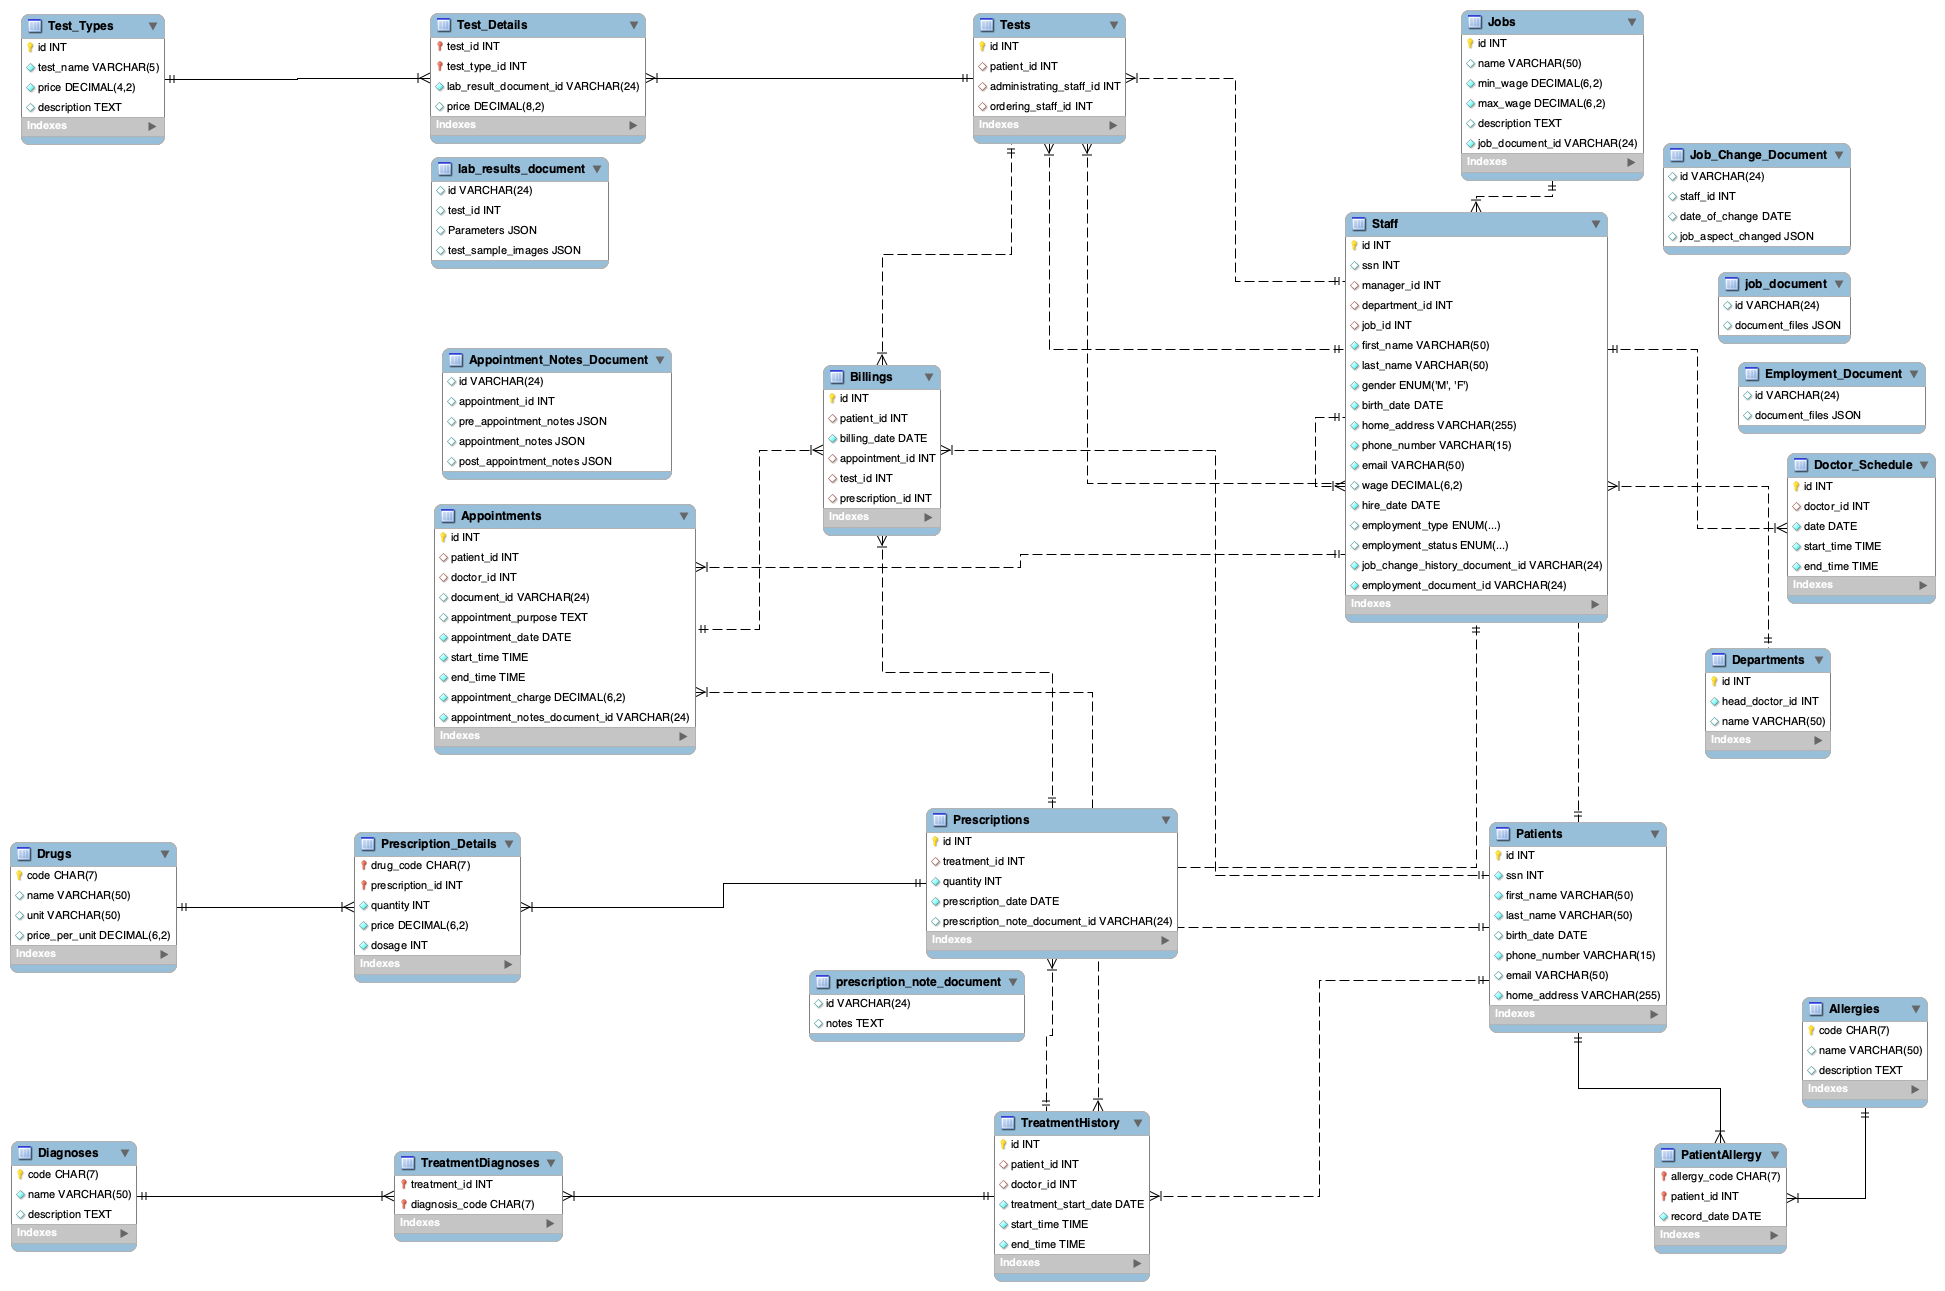 Test_Types
id INT
test_name VARCHAR(5)
price DECIMAL(4,2)
description TEXT
Indexes
Test_Details
test_id INT
test_type_id INT
lab_result_document_id VARCHAR(24)
price DECIMAL(8,2)
Indexes
Tests
id INT
patient_id INT
administrating_staff_id INT
ordering_staff_id INT
Indexes
Jobs
id INT
name VARCHAR(50)
min_wage DECIMAL(6,2)
max_wage DECIMAL(6,2)
description TEXT
job_document_id VARCHAR(24)
Indexes
Job_Change_Document
id VARCHAR(24)
staff_id INT
date_of_change DATE
job_aspect_changed JSON
lab_results_document
id VARCHAR(24)
test_id INT
Parameters JSON
test_sample_images JSON
Staff
id INT
ssn INT
manager_id INT
department_id INT
job_id INT
first_name VARCHAR(50)
last_name VARCHAR(50)
gender ENUM('M', 'F')
birth_date DATE
home_address VARCHAR(255)
phone_number VARCHAR(15)
email VARCHAR(50)
wage DECIMAL(6,2)
hire_date DATE
employment_type ENUM(...)
employment_status ENUM(...)
job_change_history_document_id VARCHAR(24)
employment_document_id VARCHAR(24)
Indexes
job_document
id VARCHAR(24)
document_files JSON
Employment_Document
id VARCHAR(24)
document_files JSON
Appointment_Notes_Document
id VARCHAR(24)
appointment_id INT
pre_appointment_notes JSON
appointment_notes JSON
post_appointment_notes JSON
Billings
id INT
patient_id INT
billing_date DATE
appointment_id INT
test_id INT
prescription_id INT
Indexes
Doctor_Schedule
id INT
doctor_id INT
date DATE
start_time TIME
end_time TIME
Indexes
Appointments
id INT
patient_id INT
doctor_id INT
document_id VARCHAR(24)
appointment_purpose TEXT
appointment_date DATE
start_time TIME
end_time TIME
appointment_charge DECIMAL(6,2)
appointment_notes_document_id VARCHAR(24)
Indexes
Departments
id INT
head_doctor_id INT
name VARCHAR(50)
Indexes
Drugs
code CHAR(7)
name VARCHAR(50)
unit VARCHAR(50)
price_per_unit DECIMAL(6,2)
Indexes
Prescription_Details
drug_code CHAR(7)
prescription_id INT
quantity INT
price DECIMAL(6,2)
dosage INT
Indexes
Prescriptions
id INT
treatment_id INT
quantity INT
prescription_date DATE
prescription_note_document_id VARCHAR(24)
Indexes
Patients
id INT
ssn INT
first_name VARCHAR(50)
last_name VARCHAR(50)
birth_date DATE
phone_number VARCHAR(15)
email VARCHAR(50)
home_address VARCHAR(255)
Indexes
prescription_note_document
id VARCHAR(24)
notes TEXT
Allergies
code CHAR(7)
name VARCHAR(50)
description TEXT
Indexes
Diagnoses
code CHAR(7)
name VARCHAR(50)
description TEXT
Indexes
TreatmentDiagnoses
treatment_id INT
diagnosis_code CHAR(7)
Indexes
TreatmentHistory
id INT
patient_id INT
doctor_id INT
treatment_start_date DATE
start_time TIME
end_time TIME
Indexes
PatientAllergy
allergy_code CHAR(7)
patient_id INT
record_date DATE
Indexes